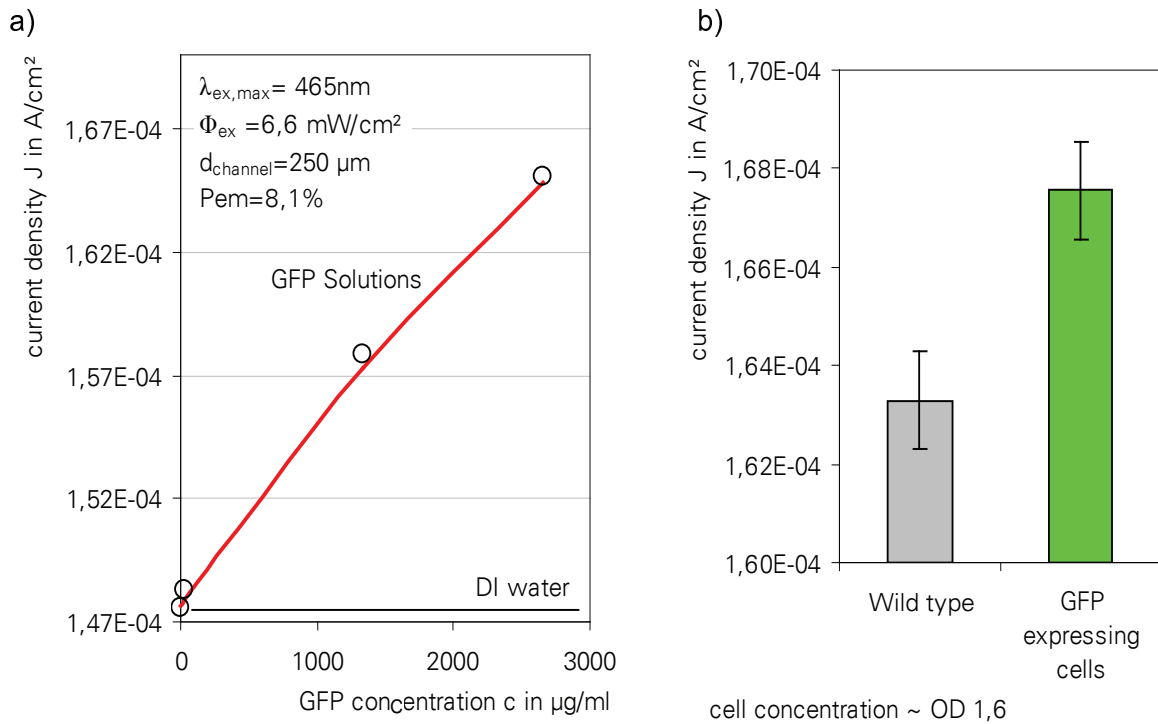 a)
current density J in A/cm²
1,67E-04
1,62E-04
1,57E-04
1,52E-04
1,47E-04
λex,max= 465nm
Φex =6,6 mW/cm²
dchannel=250 µm
Pem=8,1%
GFP Solutions
DI water
0
1000
2000
3000
GFP concentration c in µg/ml
b)
current density J in A/cm²
1,70E-04
1,68E-04
1,66E-04
1,64E-04
1,62E-04
1,60E-04
Wild type
GFP
expressing
cells
cell concentration ~ OD 1,6